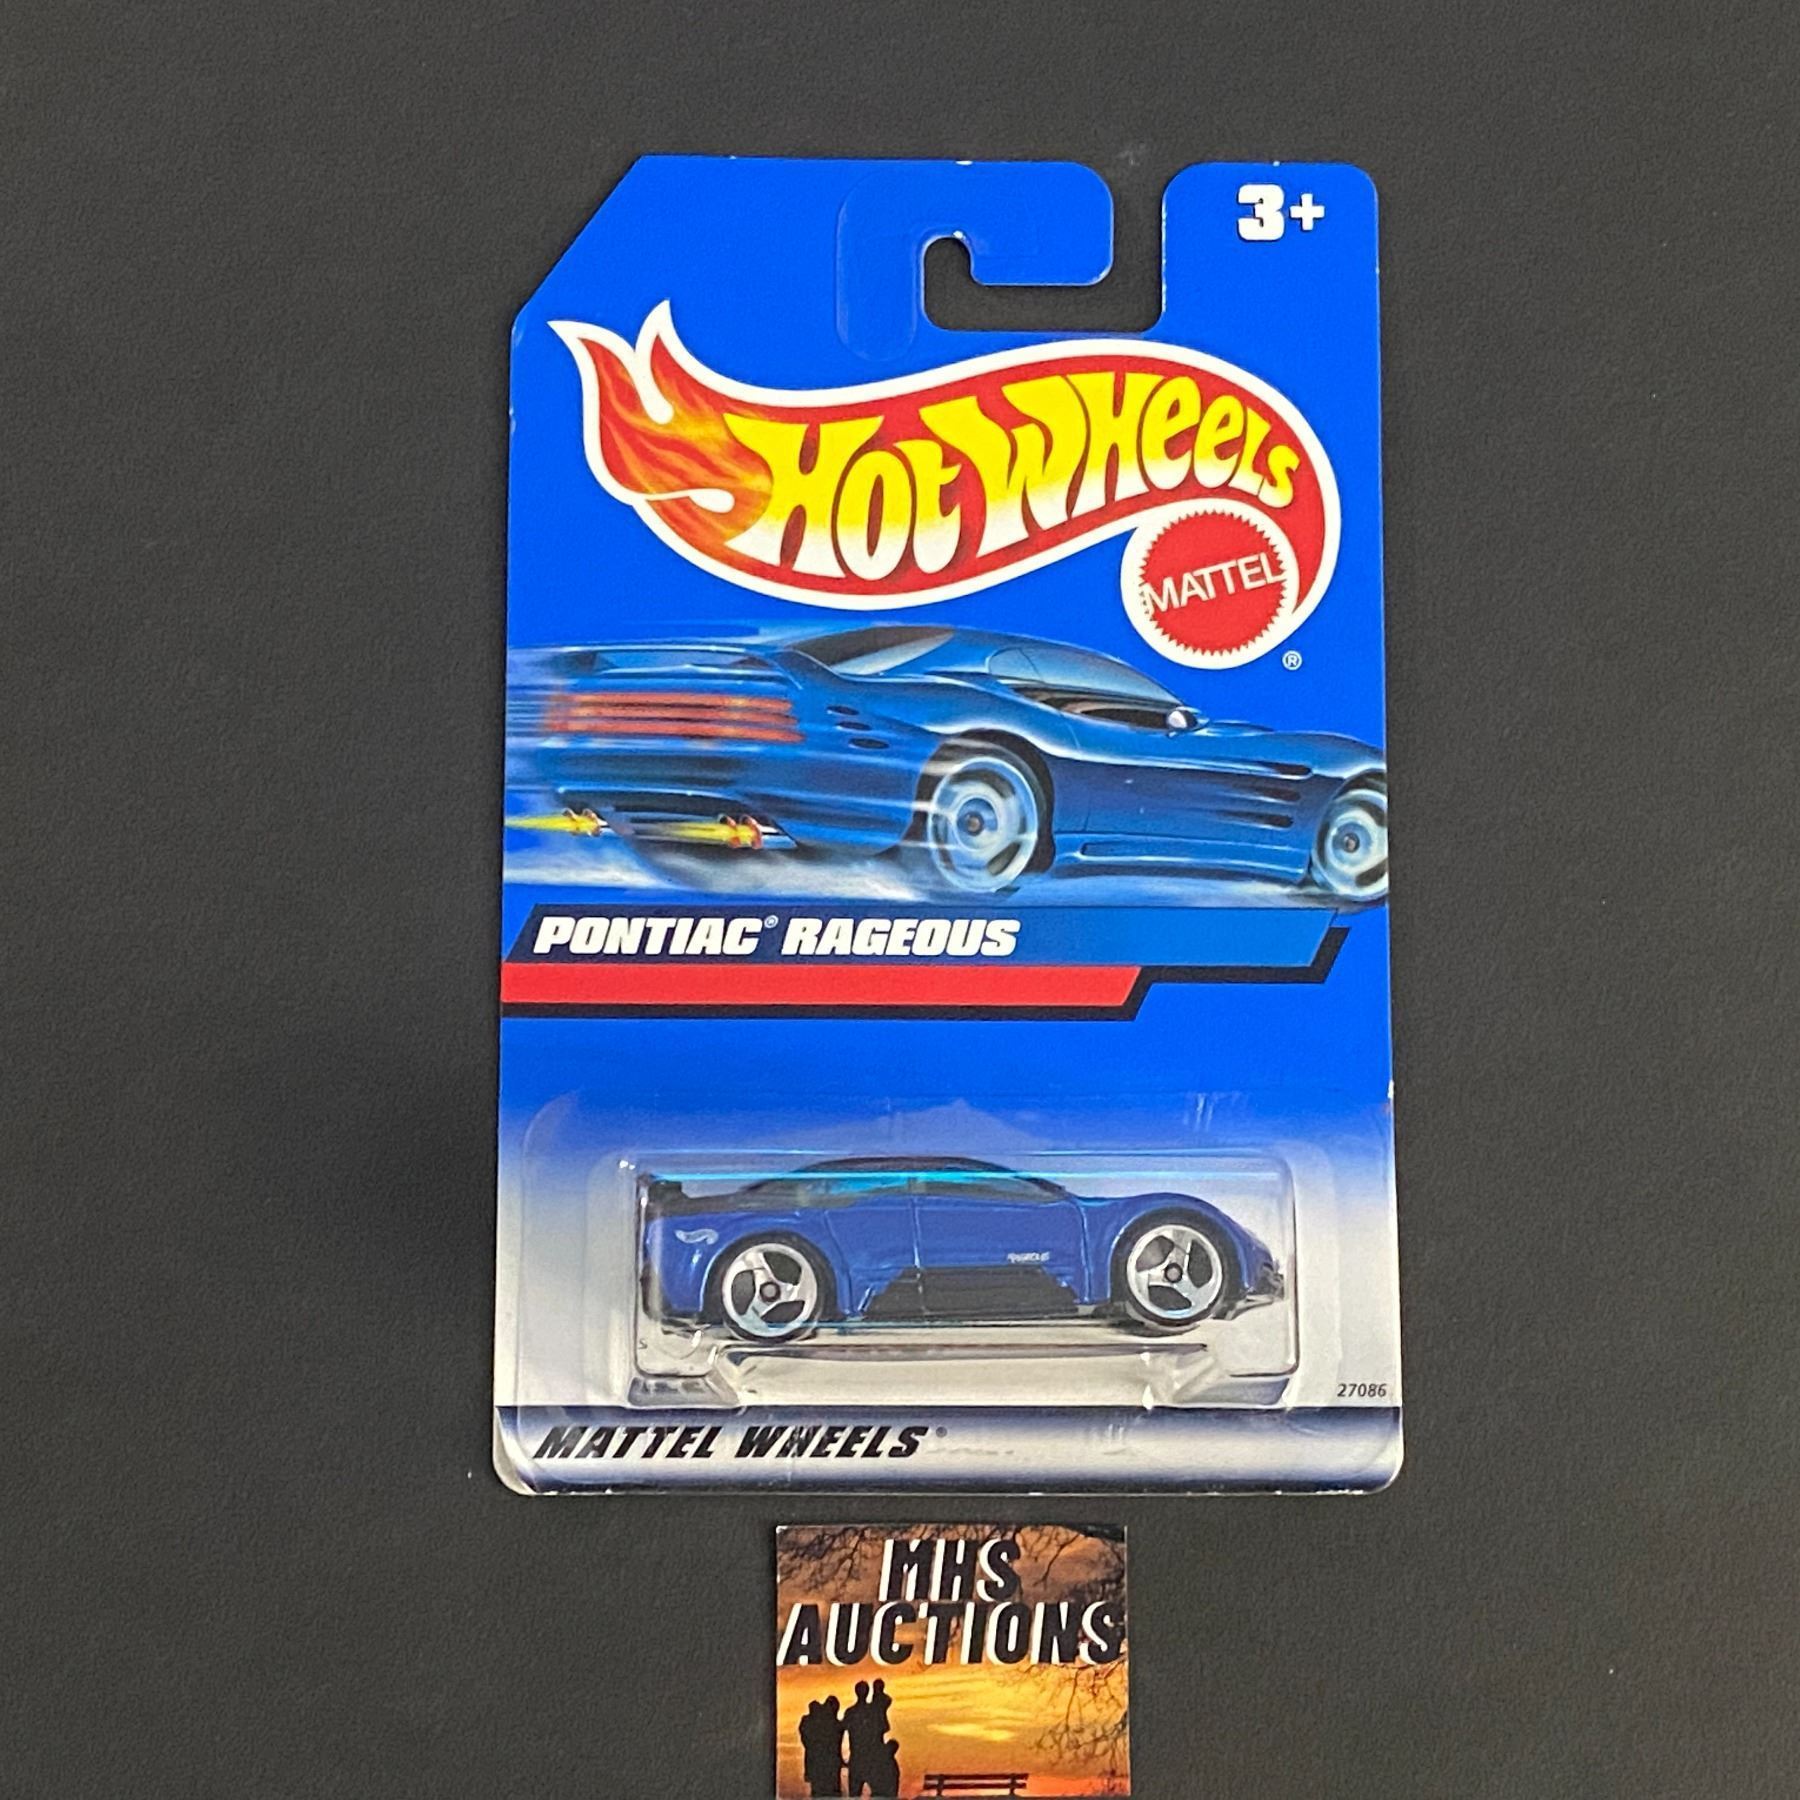 3+
Hot Wheels
MATTEL
®
PONTIAC® RAGEOUS
27086
MATTEL WHEELS®
MHS
AUCTIONS